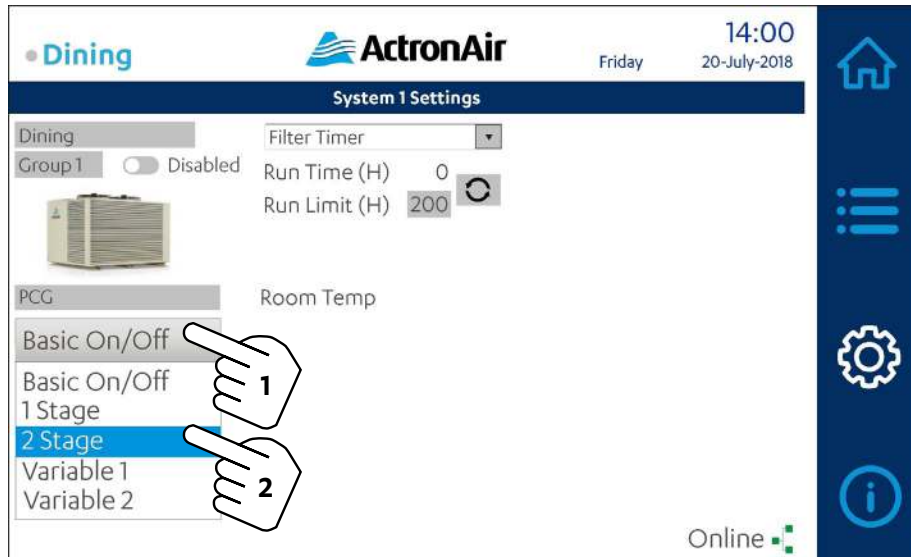 Dining
ActronAir
Friday
14:00
20-July-2018
System 1 Settings
Dining
Group 1
Disabled
Filter Timer
Run Time (H) 0
Run Limit (H) 200
PCG
Room Temp
Basic On/Off
1
Basic On/Off
1 Stage
2 Stage
2
Variable 1
Variable 2
Online
i